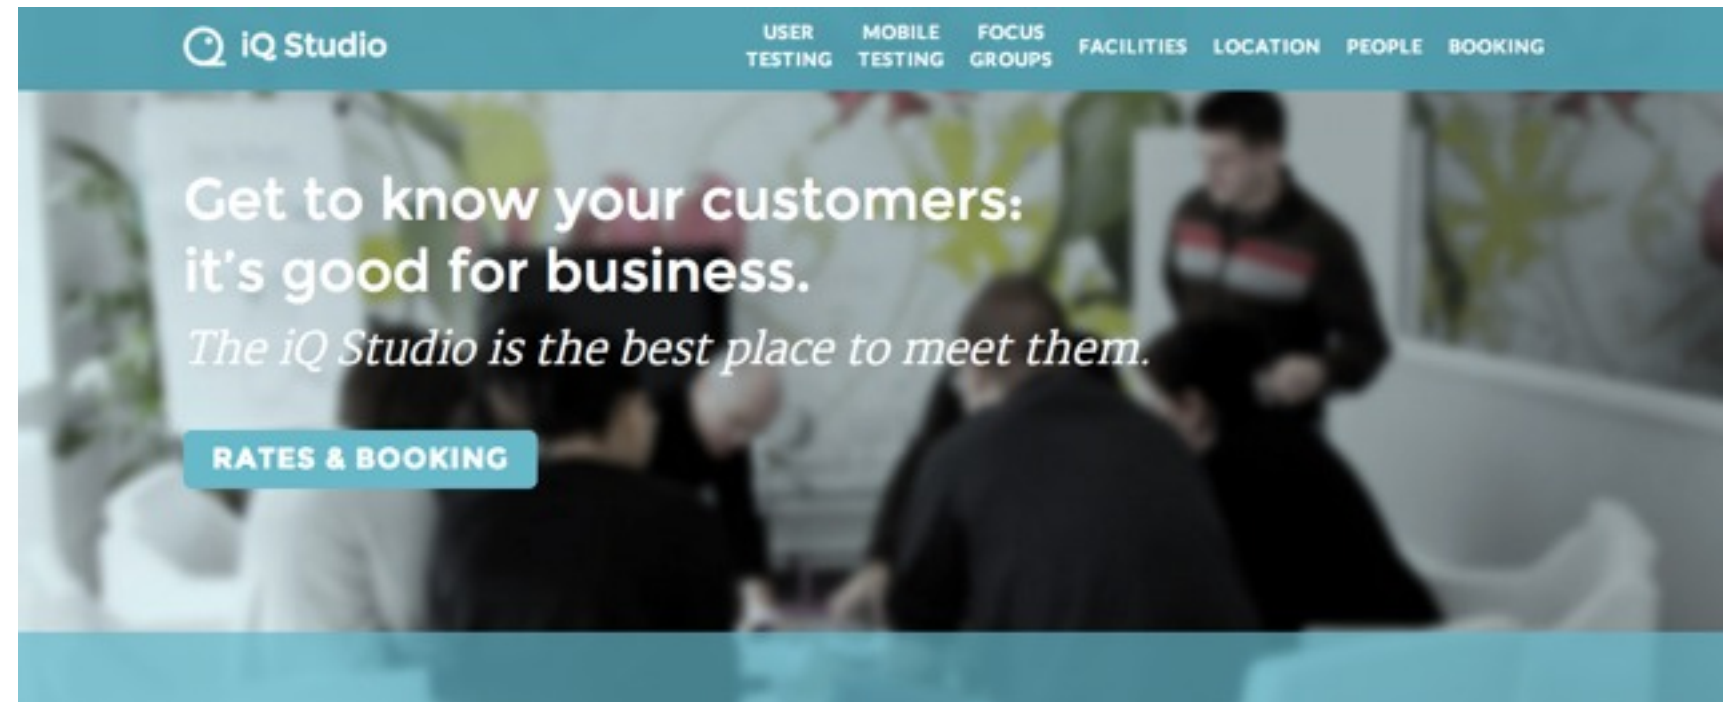 iQ Studio
USER
TESTING
MOBILE
TESTING
FOCUS
GROUPS
FACILITIES
LOCATION
PEOPLE
BOOKING
Get to know your customers:
it's good for business.
The iQ Studio is the best place to meet them.
RATES & BOOKING